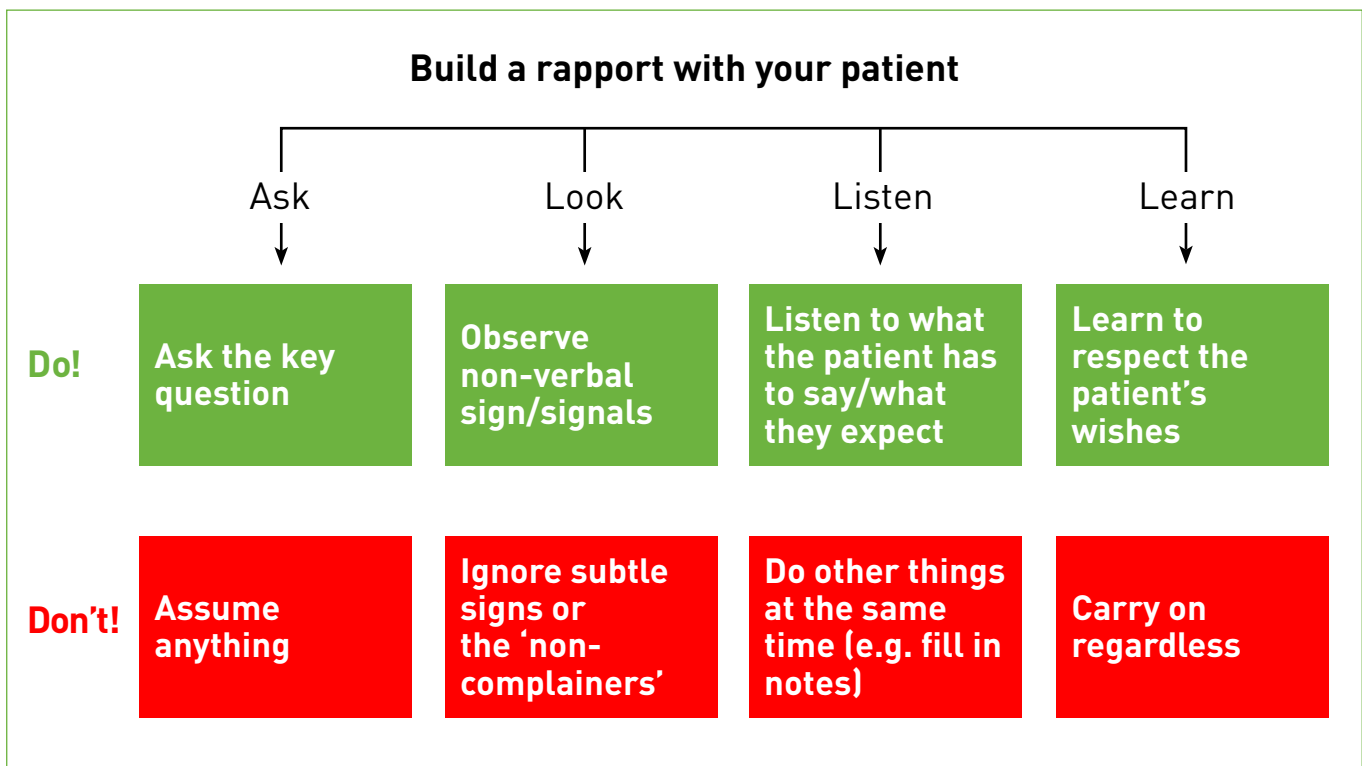 Build a rapport with your patient
Ask
Look
Listen
Learn
Do!
Ask the key
question
Observe
non-verbal
sign/signals
Listen to what
the patient has
to say/what
they expect
Learn to
respect the
patient’s
wishes
Don’t!
Assume
anything
Ignore subtle
signs or
the ‘non-
complainers’
Do other things
at the same
time (e.g. fill in
notes)
Carry on
regardless